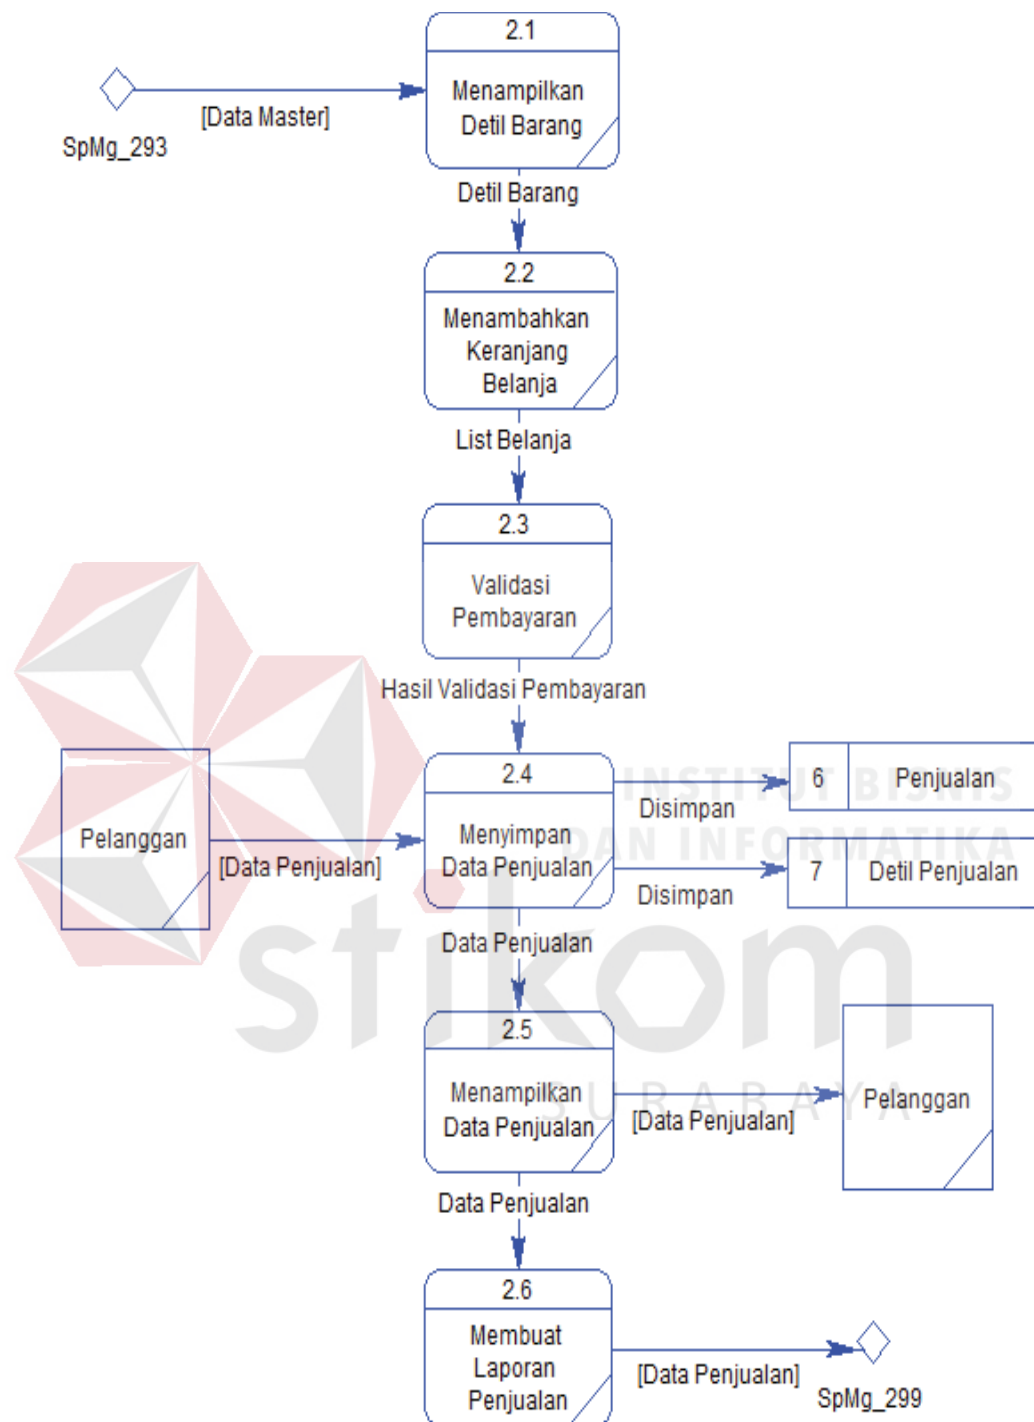 2.1
Menampilkan
Detil Barang
[Data Master]
SpMg_293
Detil Barang
2.2
Menambahkan
Keranjang
Belanja
List Belanja
2.3
Validasi
Pembayaran
Hasil Validasi Pembayaran
2.4
Menyimpan
Data Penjualan
Pelanggan
[Data Penjualan]
Disimpan
6 Penjualan
Disimpan
7 Detil Penjualan
INSTITUT BISNIS
DAN INFORMATIKA
stikom
SURABAYA
Data Penjualan
2.5
Menampilkan
Data Penjualan
[Data Penjualan]
Pelanggan
Data Penjualan
2.6
Membuat
Laporan
Penjualan
[Data Penjualan]
SpMg_299